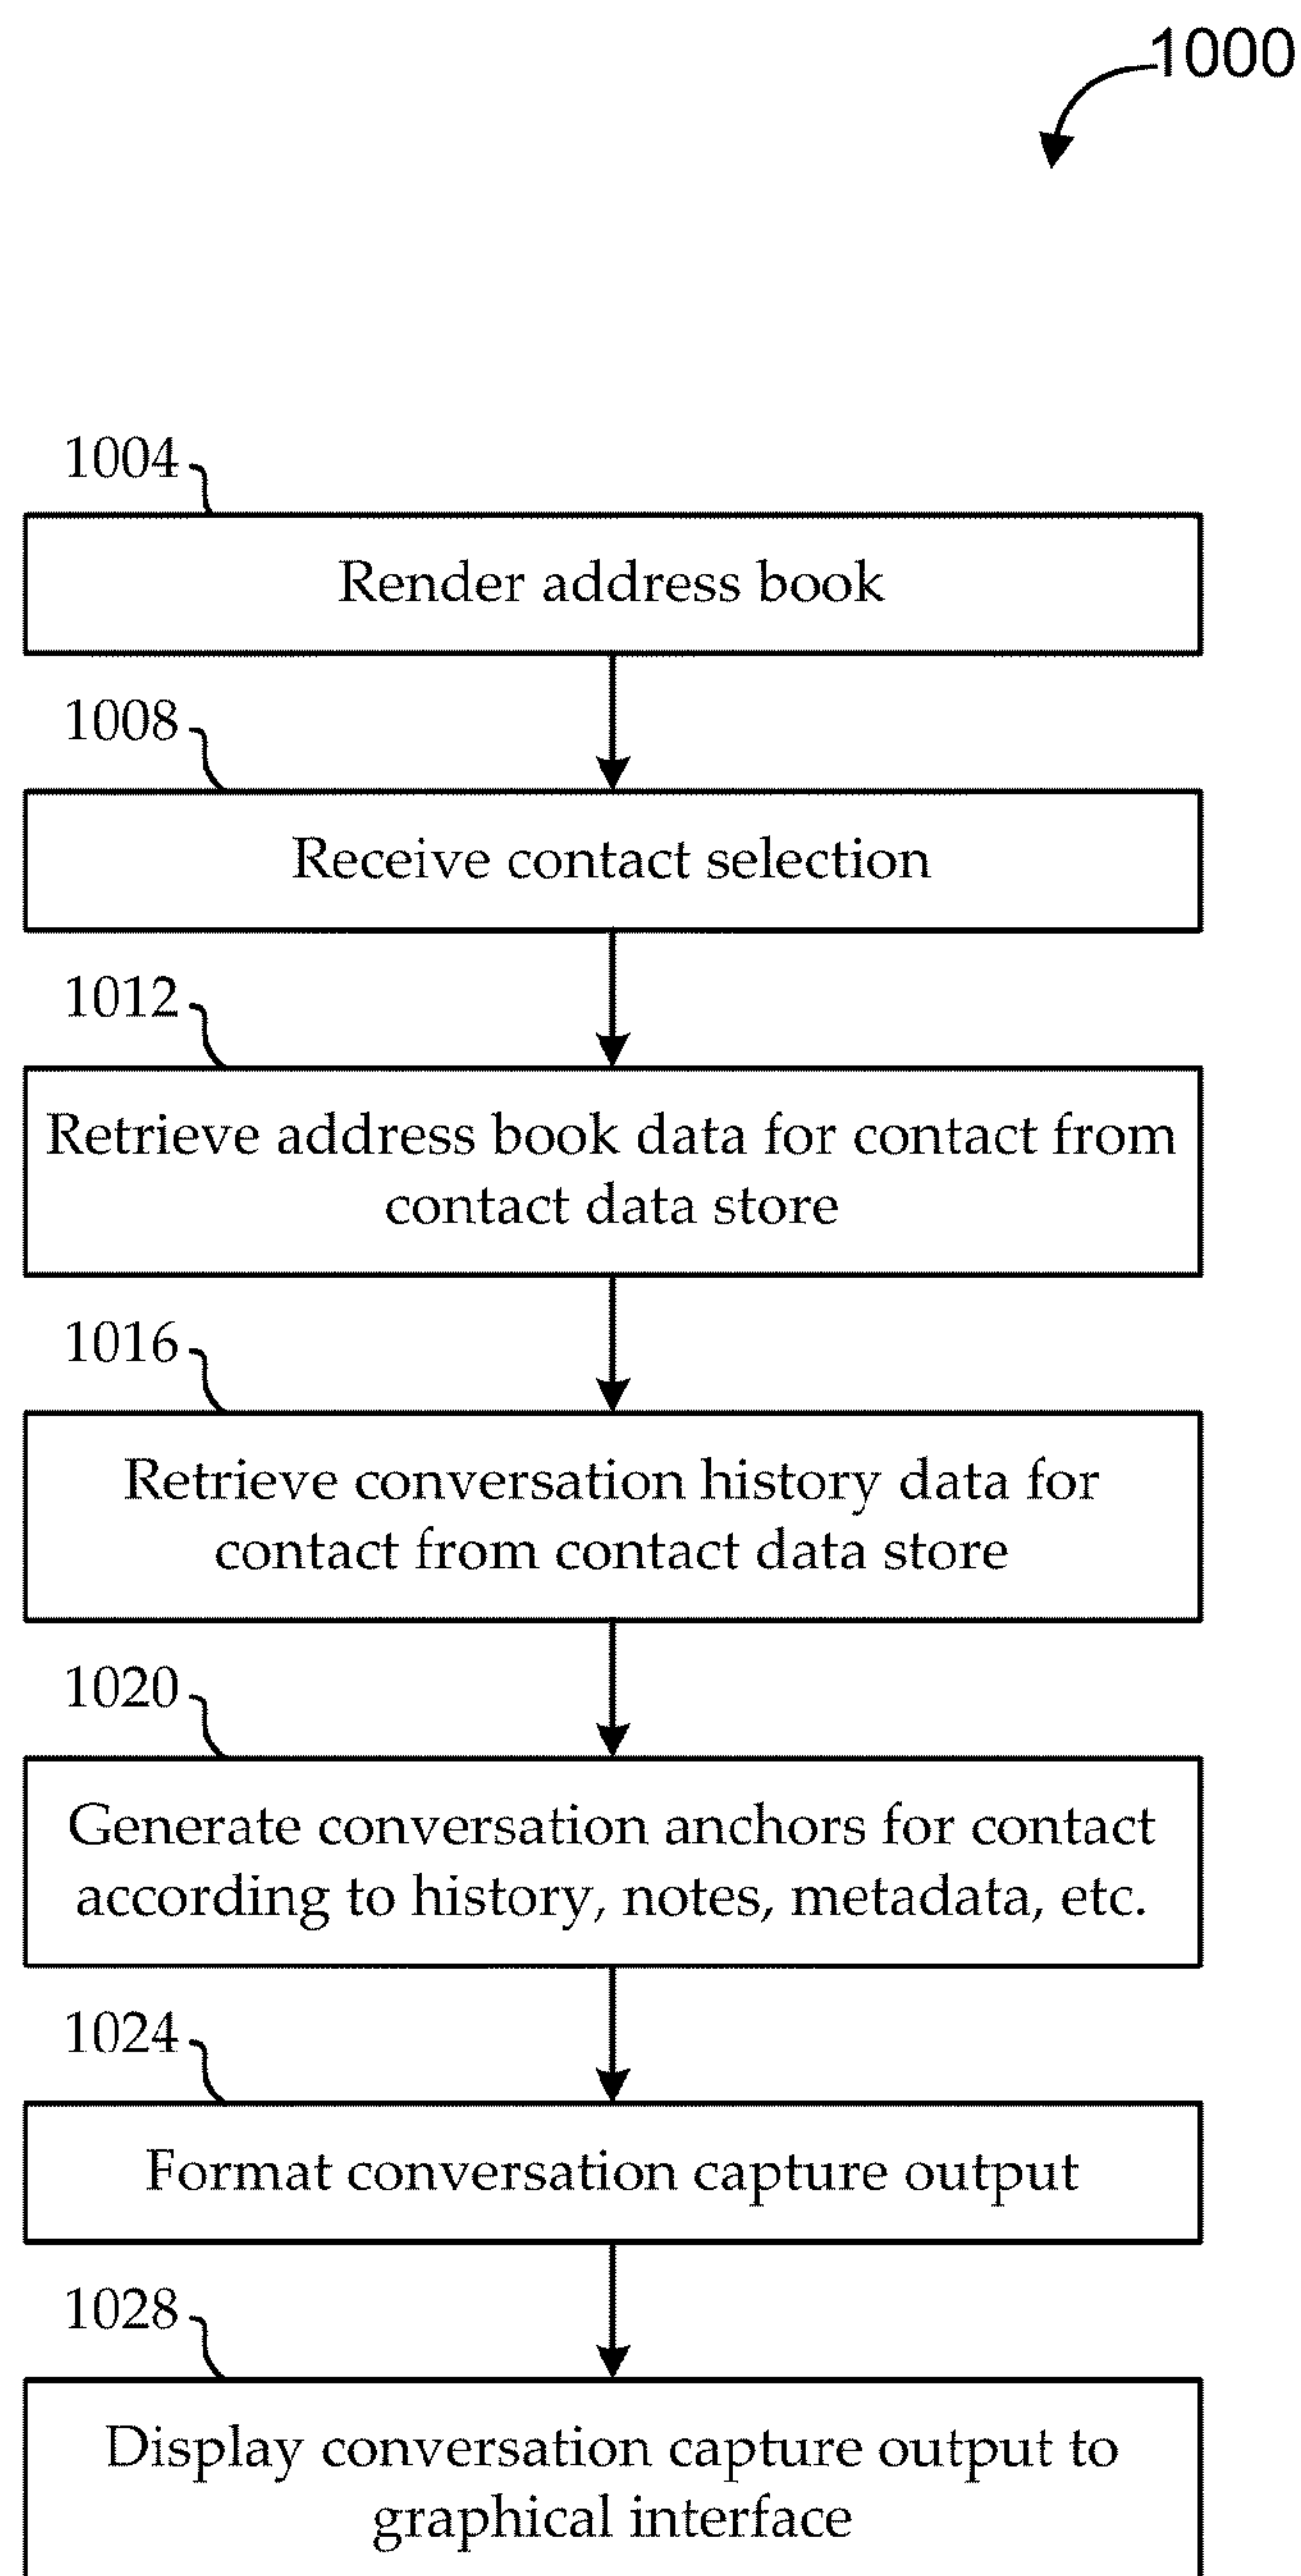 1000
1004
Render address book
1008
Receive contact selection
1012
Retrieve address book data for contact from
contact data store
1016
Retrieve conversation history data for
contact from contact data store
1020
Generate conversation anchors for contact
according to history, notes, metadata, etc.
1024
Format conversation capture output
1028
Display conversation capture output to
graphical interface